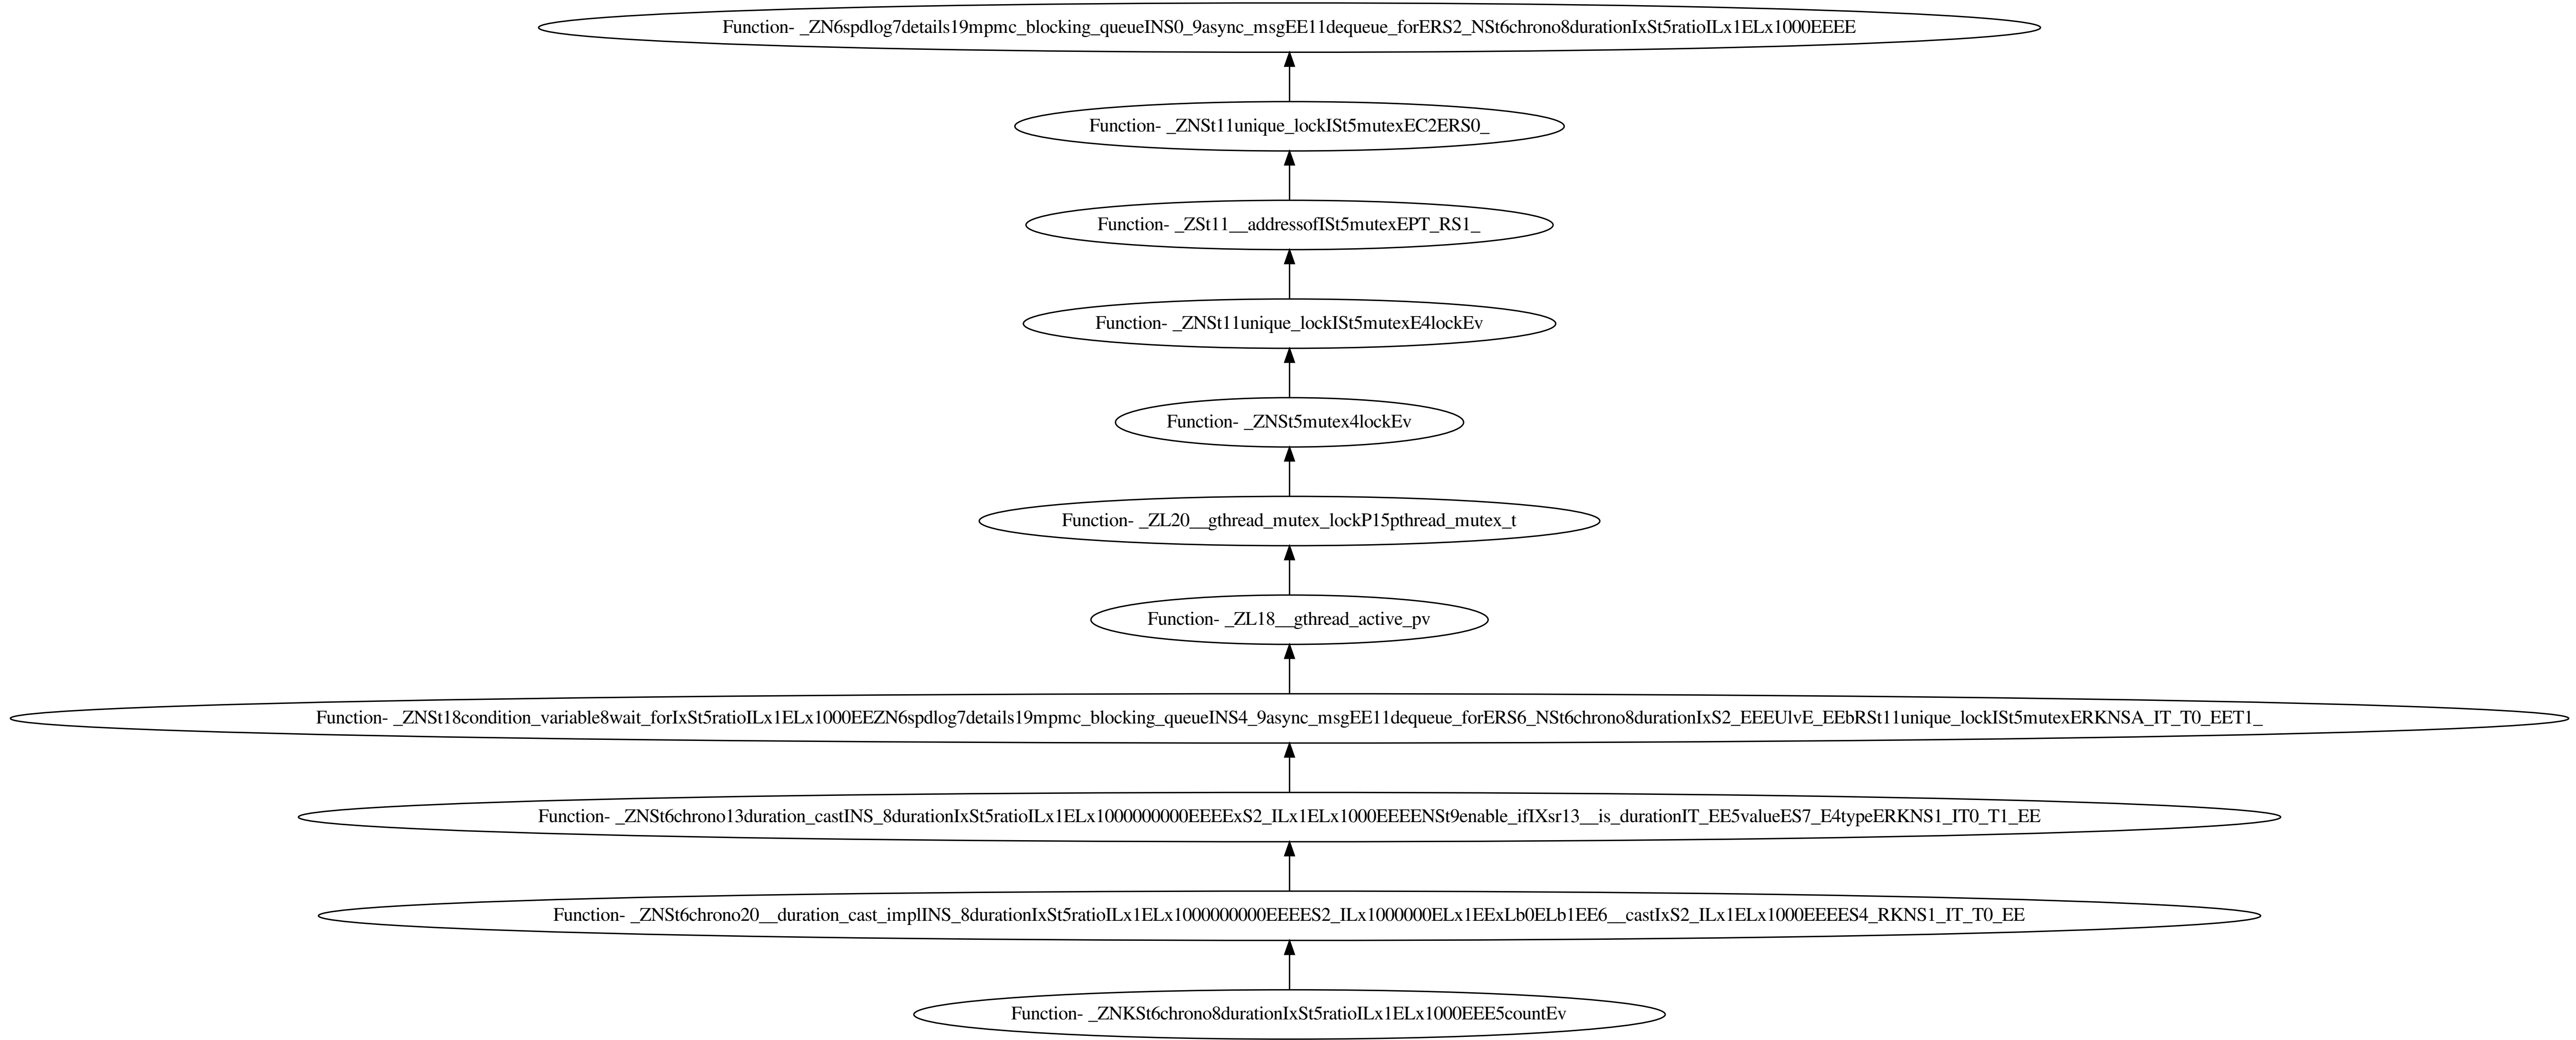 Function- _ZN6spdlog7details19mpmc_blocking_queueINS0_9async_msgEE11dequeue_forERS2_NSt6chrono8durationIxSt5ratioILx1ELx1000EEEE
Function- _ZNSt11unique_lockISt5mutexEC2ERS0_
Function- _ZSt11__addressofISt5mutexEPT_RS1_
Function- _ZNSt11unique_lockISt5mutexE4lockEv
Function- _ZNSt5mutex4lockEv
Function- _ZL20__gthread_mutex_lockP15pthread_mutex_t
Function- _ZL18__gthread_active_pv
Function- _ZNSt18condition_variable8wait_forIxSt5ratioILx1ELx1000EEZN6spdlog7details19mpmc_blocking_queueINS4_9async_msgEE11dequeue_forERS6_NSt6chrono8durationIxS2_EEEUlvE_EEbRSt11unique_lockISt5mutexERKNSA_IT_T0_EET1_
Function- _ZNSt6chrono13duration_castINS_8durationIxSt5ratioILx1ELx1000000000EEEExS2_ILx1ELx1000EEEENSt9enable_ifIXsr13__is_durationIT_EE5valueES7_E4typeERKNS1_IT0_T1_EE
Function- _ZNSt6chrono20__duration_cast_implINS_8durationIxSt5ratioILx1ELx1000000000EEEES2_ILx1000000ELx1EExLb0ELb1EE6__castIxS2_ILx1ELx1000EEEES4_RKNS1_IT_T0_EE
Function- _ZNKSt6chrono8durationIxSt5ratioILx1ELx1000EEE5countEv